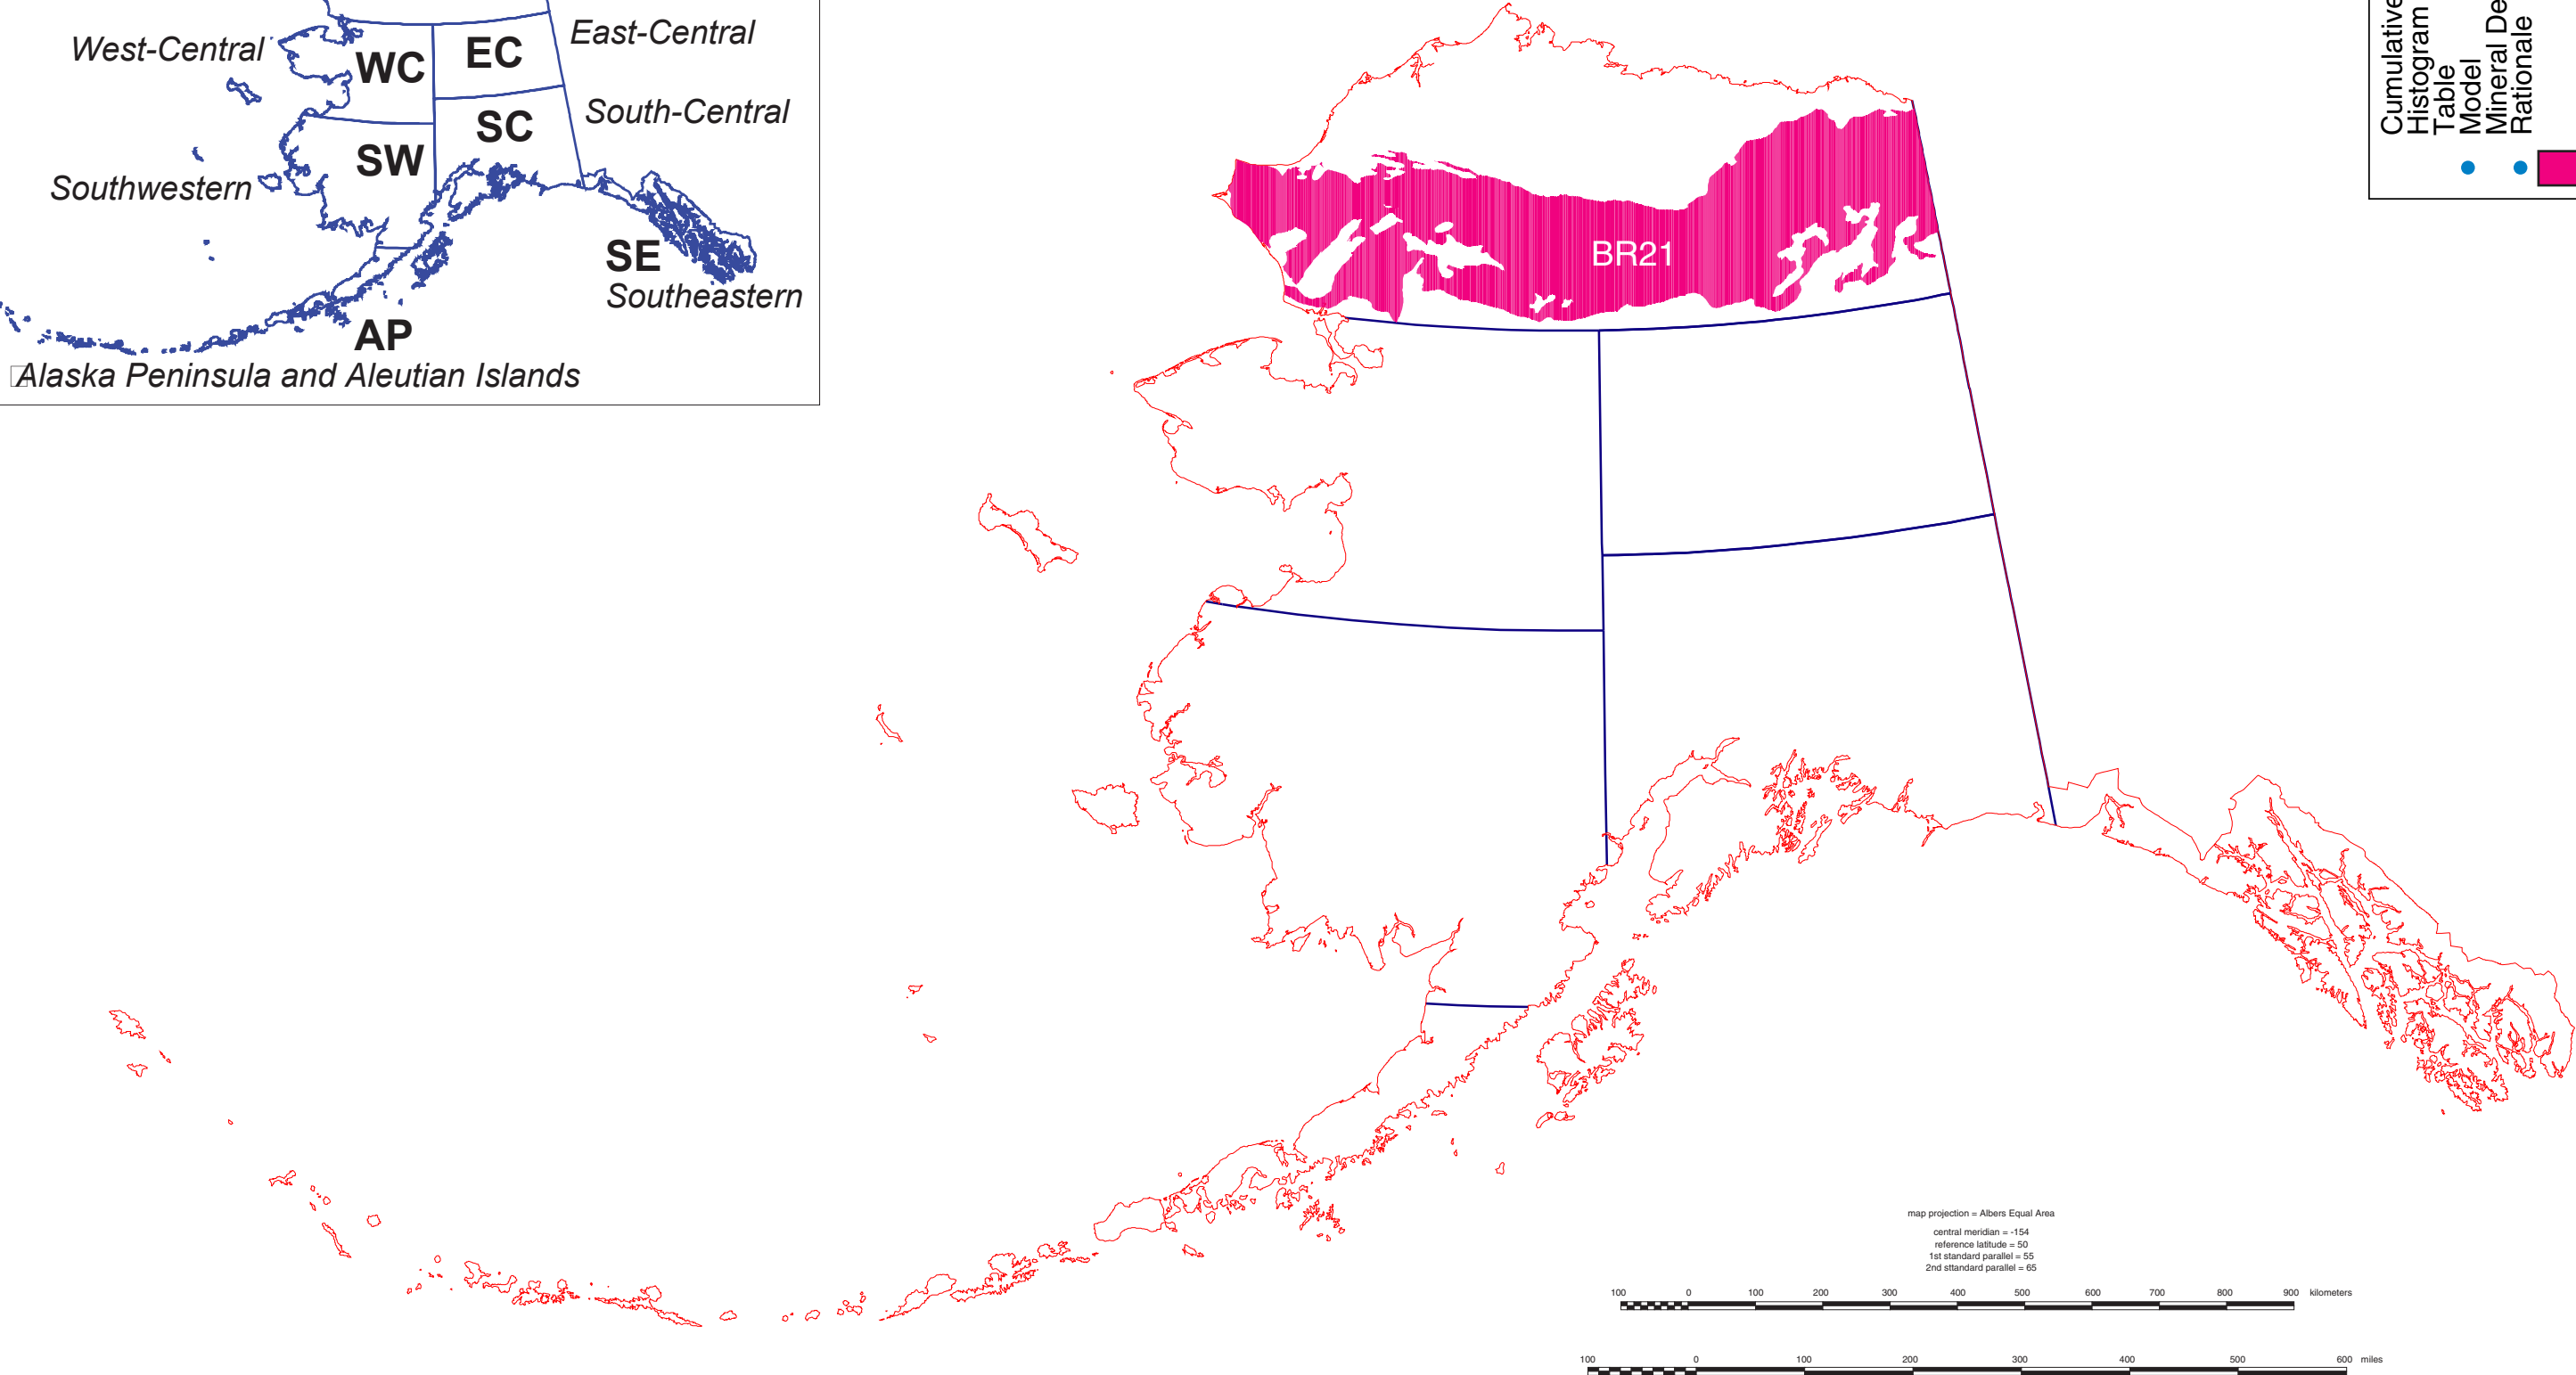 West-Central
WC
EC
East-Central
SC
South-Central
SW
Southwestern
SE
Southeastern
AP
Alaska Peninsula and Aleutian Islands
BR21
Cumulative
Histogram
Table
Model
Mineral De
Rationale
map projection = Albers Equal Area
central meridian = -154
reference latitude = 50
1st standard parallel = 55
2nd sttandard parallel = 65
100 0 100 200 300 400 500 600 700 800 900 kilometers
100 0 100 200 300 400 500 600 miles